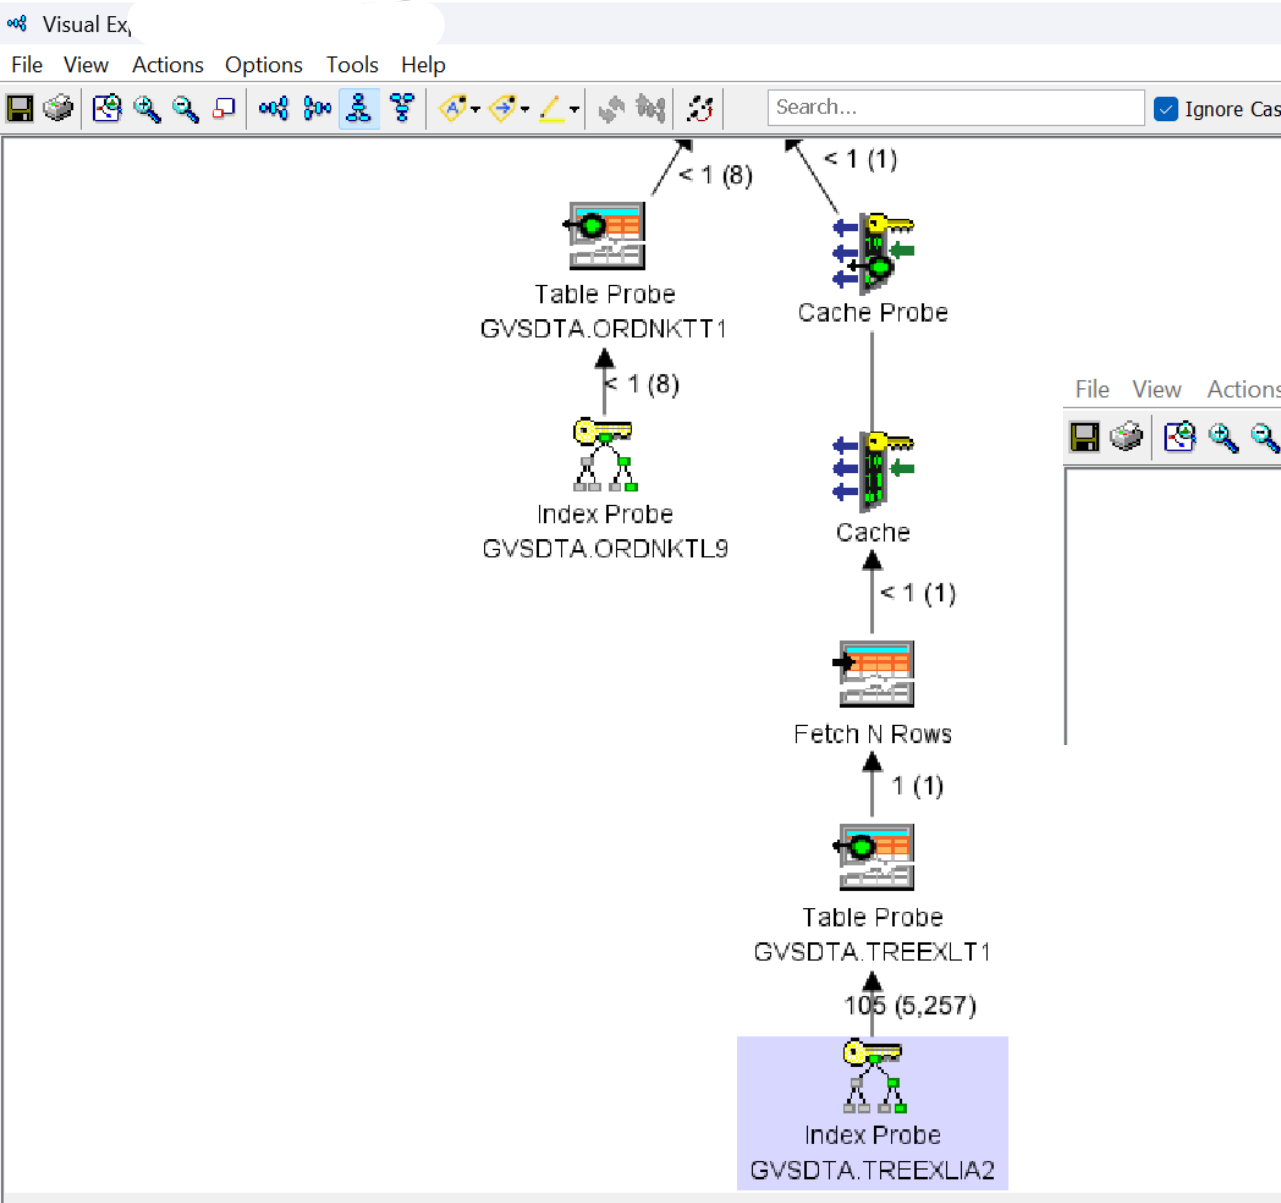 Visual Ex
File View Actions Options Tools Help
Search...
Ignore Cas
< 1 (8)
< 1 (1)
Table Probe
GVSDTA.ORDNKTT1
Cache Probe
< 1 (8)
File View Actions
Index Probe
GVSDTA.ORDNKTL9
Cache
< 1 (1)
Fetch N Rows
1 (1)
Table Probe
GVSDTA.TREEXLT1
105 (5,257)
Index Probe
GVSDTA.TREEXLIA2